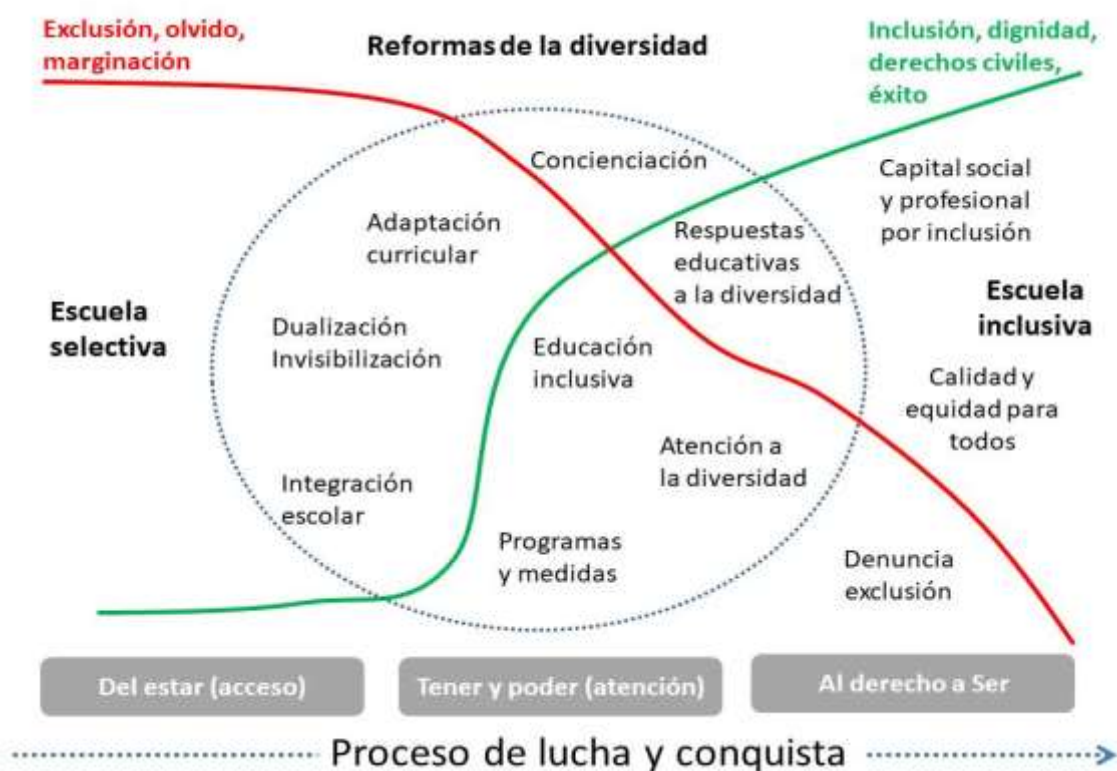 Exclusión, olvido,
marginación
Reformas de la diversidad
Inclusión, dignidad,
derechos civiles,
éxito
Concienciación
Capital social
y profesional
por inclusión
Adaptación
curricular
Respuestas
educativas
a la diversidad
Escuela
selectiva
Dualización
Invisibilización
Educación
inclusiva
Escuela
inclusiva
Calidad y
equidad para
todos
Atención a
la diversidad
Integración
escolar
Programas
y medidas
Denuncia
exclusión
Del estar (acceso)
Tener y poder (atención)
Al derecho a Ser
Proceso de lucha y conquista